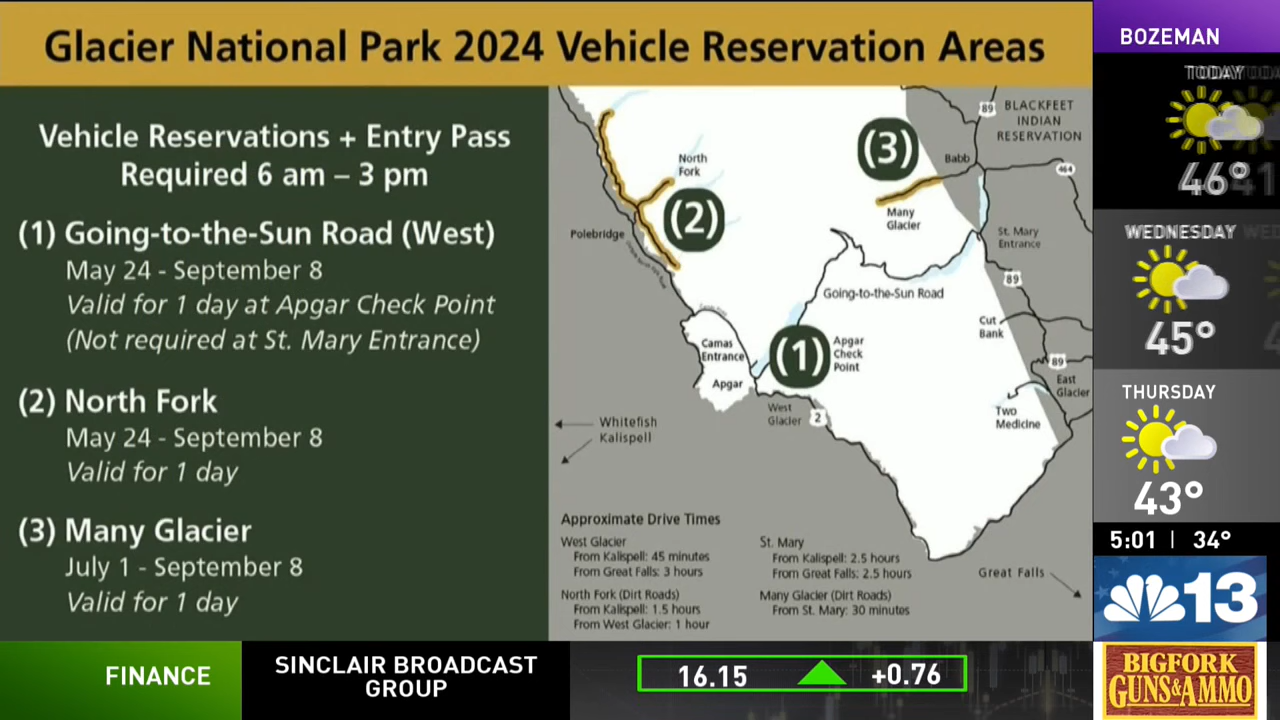 Glacier National Park 2024 Vehicle Reservation Areas
Vehicle Reservations + Entry Pass
Required 6 am – 3 pm
(1) Going-to-the-Sun Road (West)
May 24 - September 8
Valid for 1 day at Apgar Check Point
(Not required at St. Mary Entrance)
(2) North Fork
May 24 - September 8
Valid for 1 day
(3) Many Glacier
July 1 - September 8
Valid for 1 day
89
BLACKFEET
INDIAN
RESERVATION
(3)
Babb
464
North
Fork
(2)
Many
Glacier
Polebridge
St. Mary
Entrance
89
Going-to-the-Sun Road
Cut
Bank
Camas
Entrance
(1)
Apgar
Check
Point
89
Apgar
East
Glacier
West
Glacier
2
Two
Medicine
Whitefish
Kalispell
Approximate Drive Times
West Glacier
From Kalispell: 45 minutes
From Great Falls: 3 hours
North Fork (Dirt Roads)
From Kalispell: 1.5 hours
From West Glacier: 1 hour
St. Mary
From Kalispell: 2.5 hours
From Great Falls: 2.5 hours
Many Glacier (Dirt Roads)
From St. Mary: 30 minutes
Great Falls
BOZEMAN
TODAY
46°
WEDNESDAY
45°
THURSDAY
43°
5:01 | 34°
13
BIGFORK
GUNS & AMMO
FINANCE
SINCLAIR BROADCAST
GROUP
16.15
+0.76